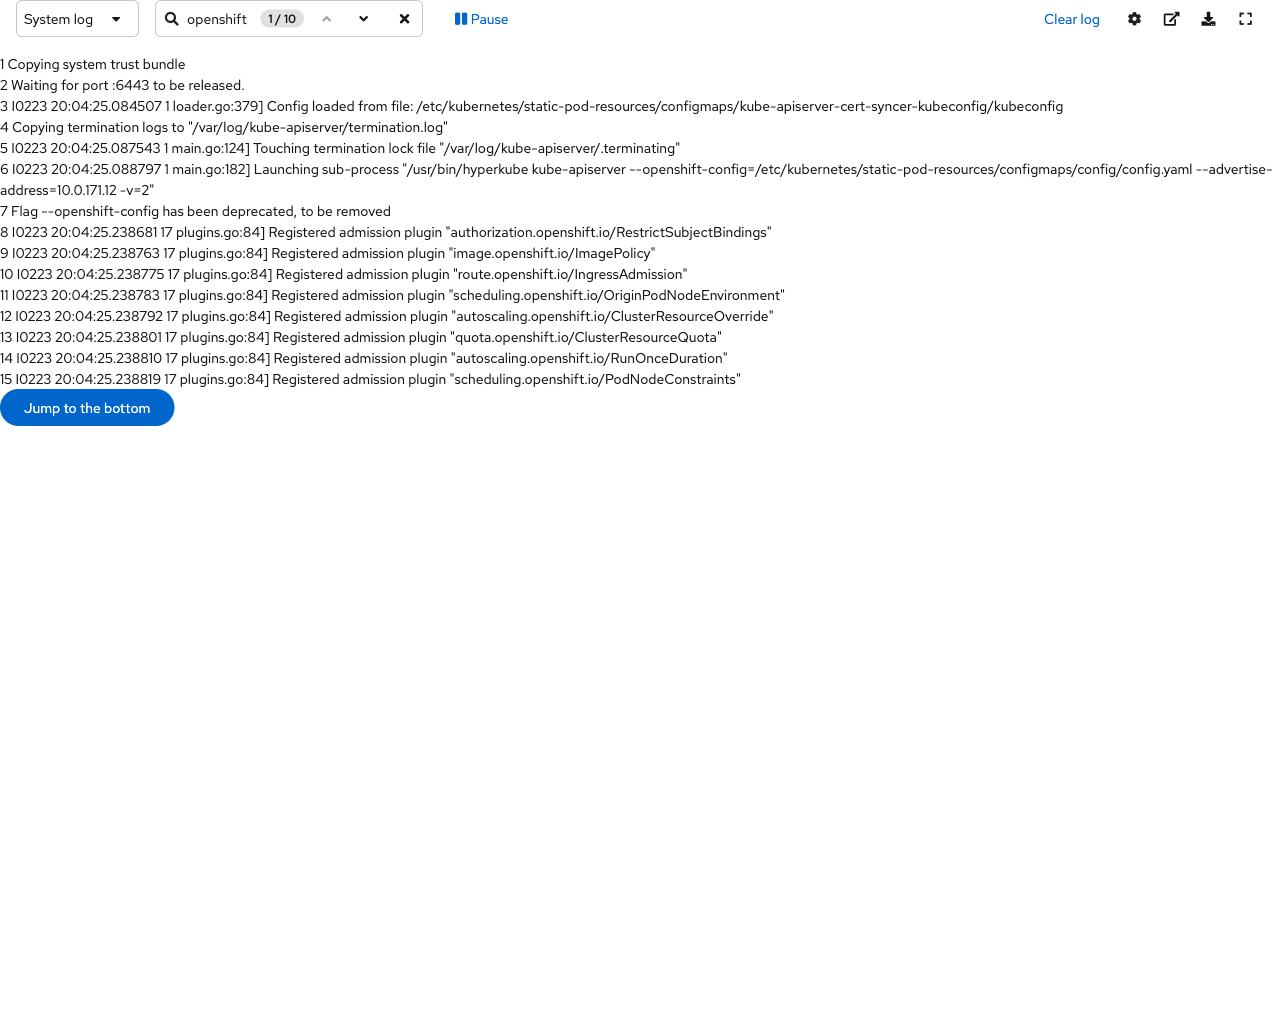 System log openshift 1 / 10 Pause Clear log
1 Copying system trust bundle
2 Waiting for port :6443 to be released.
3 I0223 20:04:25.084507 1 loader.go:379] Config loaded from file: /etc/kubernetes/static-pod-resources/configmaps/kube-apiserver-cert-syncer-kubeconfig/kubeconfig
4 Copying termination logs to "/var/log/kube-apiserver/termination.log"
5 I0223 20:04:25.087543 1 main.go:124] Touching termination lock file "/var/log/kube-apiserver/.terminating"
6 I0223 20:04:25.088797 1 main.go:182] Launching sub-process "/usr/bin/hyperkube kube-apiserver --openshift-config=/etc/kubernetes/static-pod-resources/configmaps/config/config.yaml --advertise-
address=10.0.171.12 -v=2"
7 Flag --openshift-config has been deprecated, to be removed
8 I0223 20:04:25.238681 17 plugins.go:84] Registered admission plugin "authorization.openshift.io/RestrictSubjectBindings"
9 I0223 20:04:25.238763 17 plugins.go:84] Registered admission plugin "image.openshift.io/ImagePolicy"
10 I0223 20:04:25.238775 17 plugins.go:84] Registered admission plugin "route.openshift.io/IngressAdmission"
11 I0223 20:04:25.238783 17 plugins.go:84] Registered admission plugin "scheduling.openshift.io/OriginPodNodeEnvironment"
12 I0223 20:04:25.238792 17 plugins.go:84] Registered admission plugin "autoscaling.openshift.io/ClusterResourceOverride"
13 I0223 20:04:25.238801 17 plugins.go:84] Registered admission plugin "quota.openshift.io/ClusterResourceQuota"
14 I0223 20:04:25.238810 17 plugins.go:84] Registered admission plugin "autoscaling.openshift.io/RunOnceDuration"
15 I0223 20:04:25.238819 17 plugins.go:84] Registered admission plugin "scheduling.openshift.io/PodNodeConstraints"
Jump to the bottom